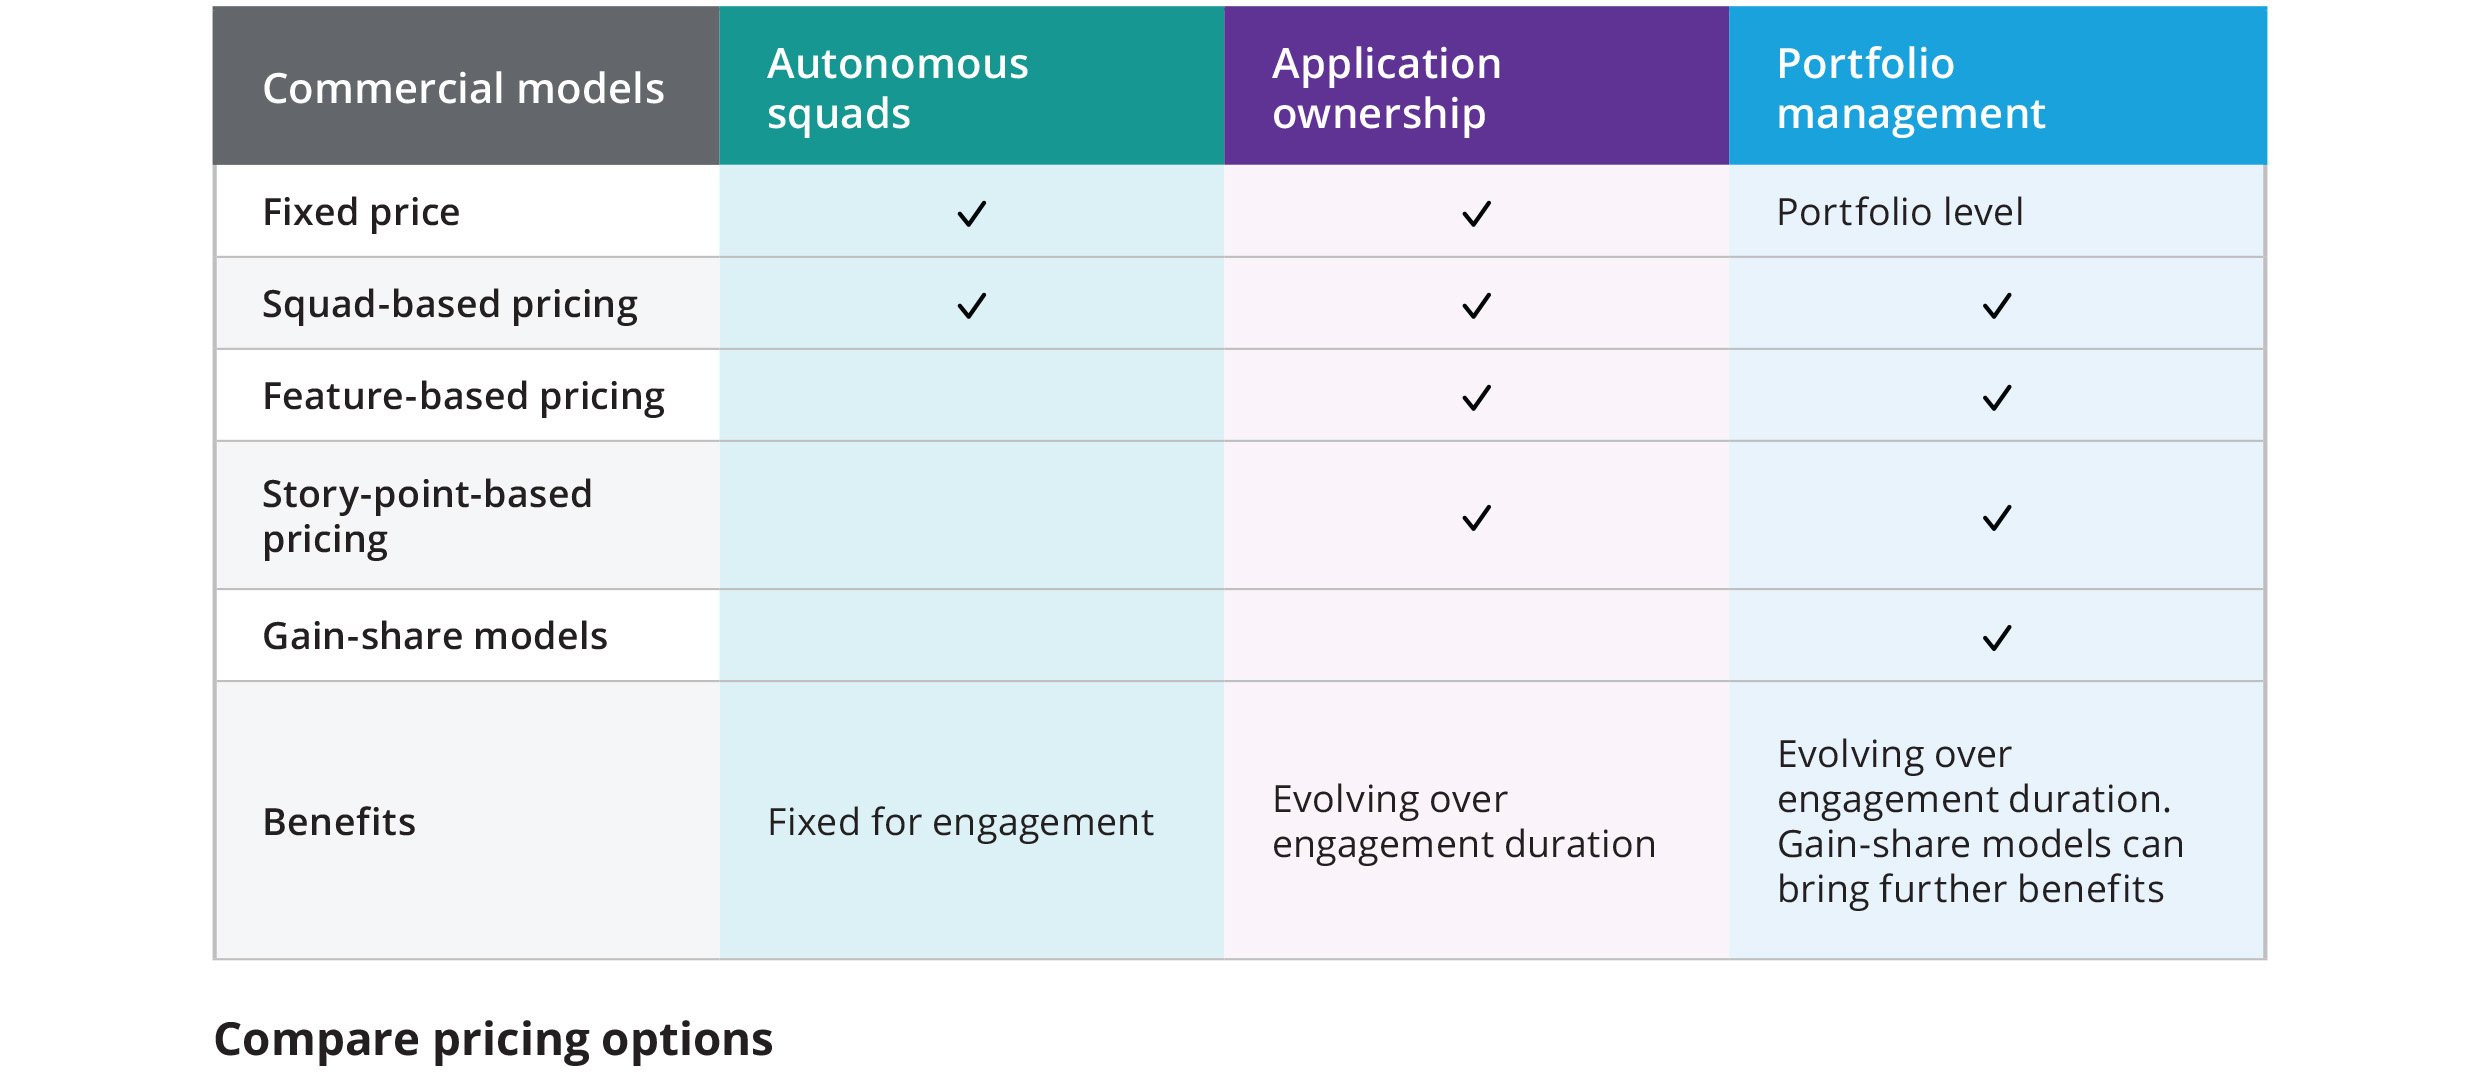 Commercial models
Autonomous
squads
Application
ownership
Portfolio
management
Fixed price
✓
✓
Portfolio level
Squad-based pricing
✓
✓
✓
Feature-based pricing
✓
✓
Story-point-based
pricing
✓
✓
Gain-share models
✓
Benefits
Fixed for engagement
Evolving over
engagement duration
Evolving over
engagement duration.
Gain-share models can
bring further benefits
Compare pricing options